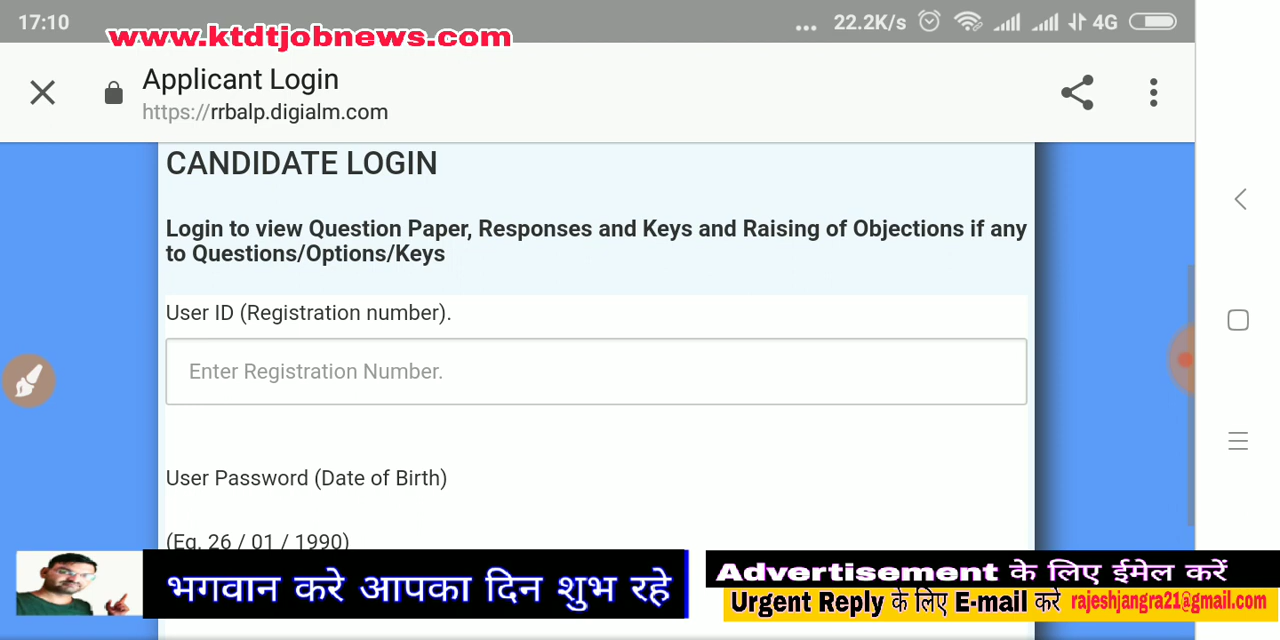 17:10
... 22.2K/s 4G
www.ktdtjobnews.com
Applicant Login
https://rrbalp.digialm.com
CANDIDATE LOGIN
Login to view Question Paper, Responses and Keys and Raising of Objections if any
to Questions/Options/Keys
User ID (Registration number).
Enter Registration Number.
User Password (Date of Birth)
(Eg. 26 / 01 / 1990)
भगवान करे आपका दिन शुभ रहे
Advertisement के लिए ईमेल करें
Urgent Reply के लिए E-mail करे rajeshjangra21@gmail.com